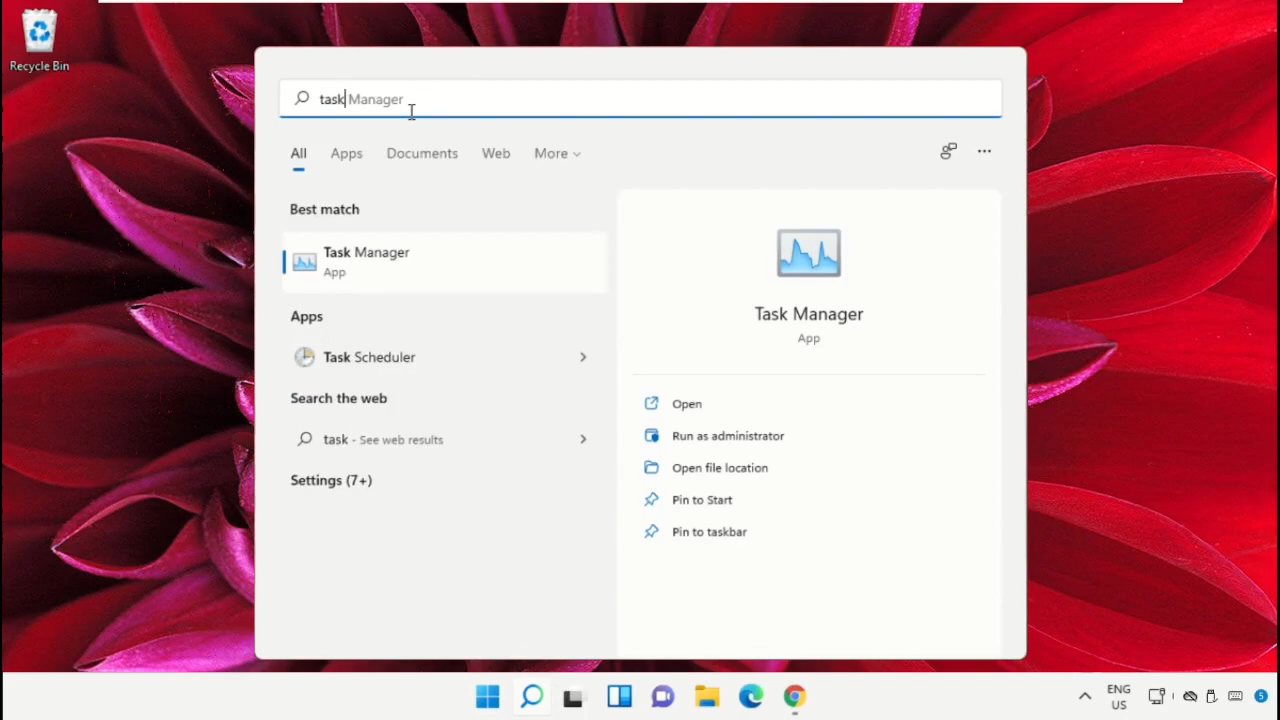 Recycle Bin
task Manager
All Apps Documents Web More
Best match
Task Manager
App
Apps
Task Scheduler
Search the web
task - See web results
Settings (7+)
Task Manager
App
Open
Run as administrator
Open file location
Pin to Start
Pin to taskbar
ENG
US
5